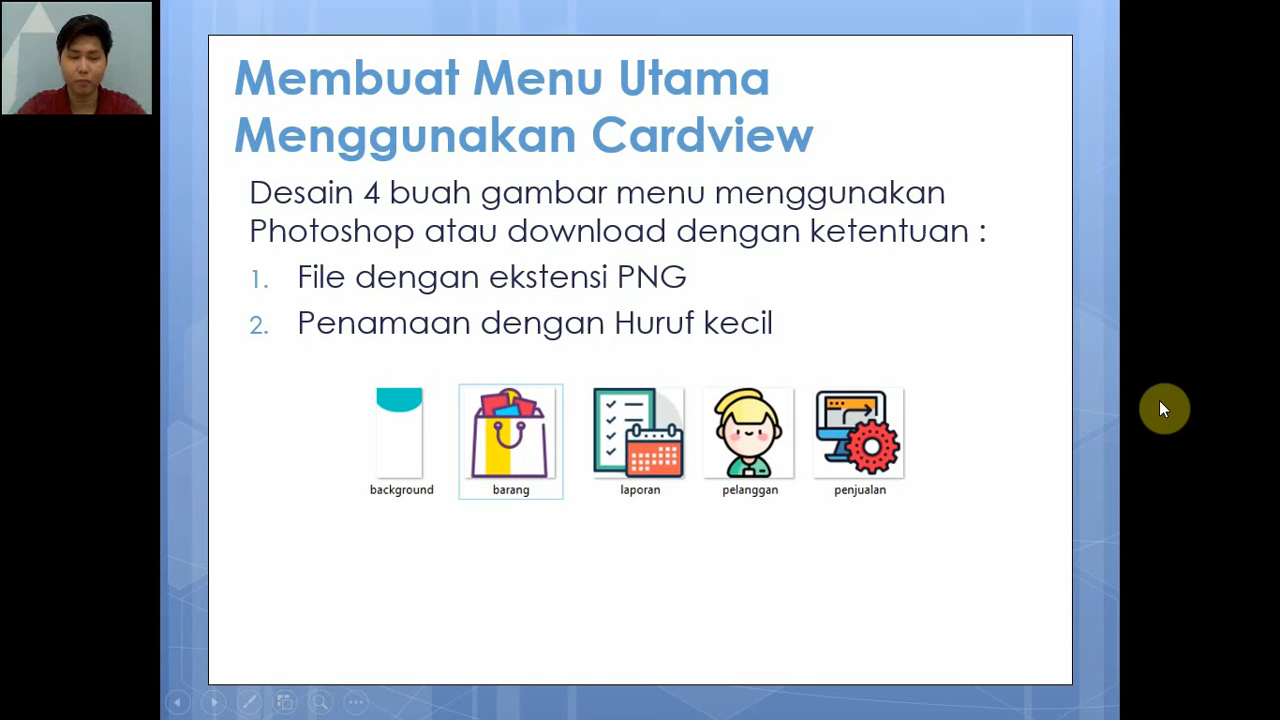 Membuat Menu Utama
Menggunakan Cardview
Desain 4 buah gambar menu menggunakan
Photoshop atau download dengan ketentuan :
1. File dengan ekstensi PNG
2. Penamaan dengan Huruf kecil
background barang laporan pelanggan penjualan